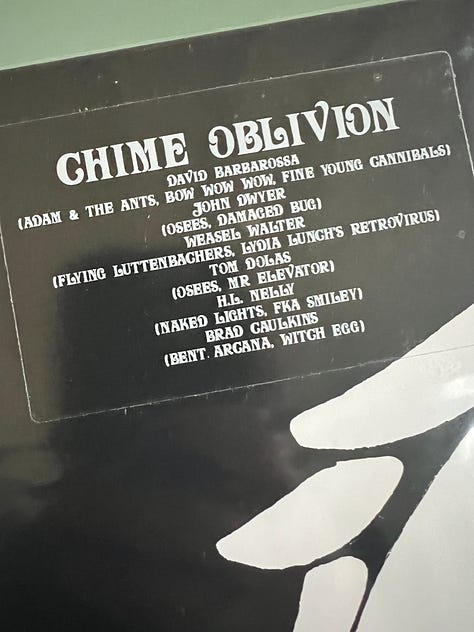 CHIME OBLIVION
DAVID BARBAROSSA
(ADAM & THE ANTS, BOW WOW WOW, FINE YOUNG CANNIBALS)
JOHN DWYER
(OSEES, DAMAGED BUG)
WEASEL WALTER
(FLYING LUTTENBACHERS, LYDIA LUNCH'S RETROVIRUS)
TOM DOLAS
(OSEES, MR ELEVATOR)
H.L. NELLY
(NAKED LIGHTS, FKA SMILEY)
BRAD CAULKINS
(BENT ARCANA, WITCH EGG)